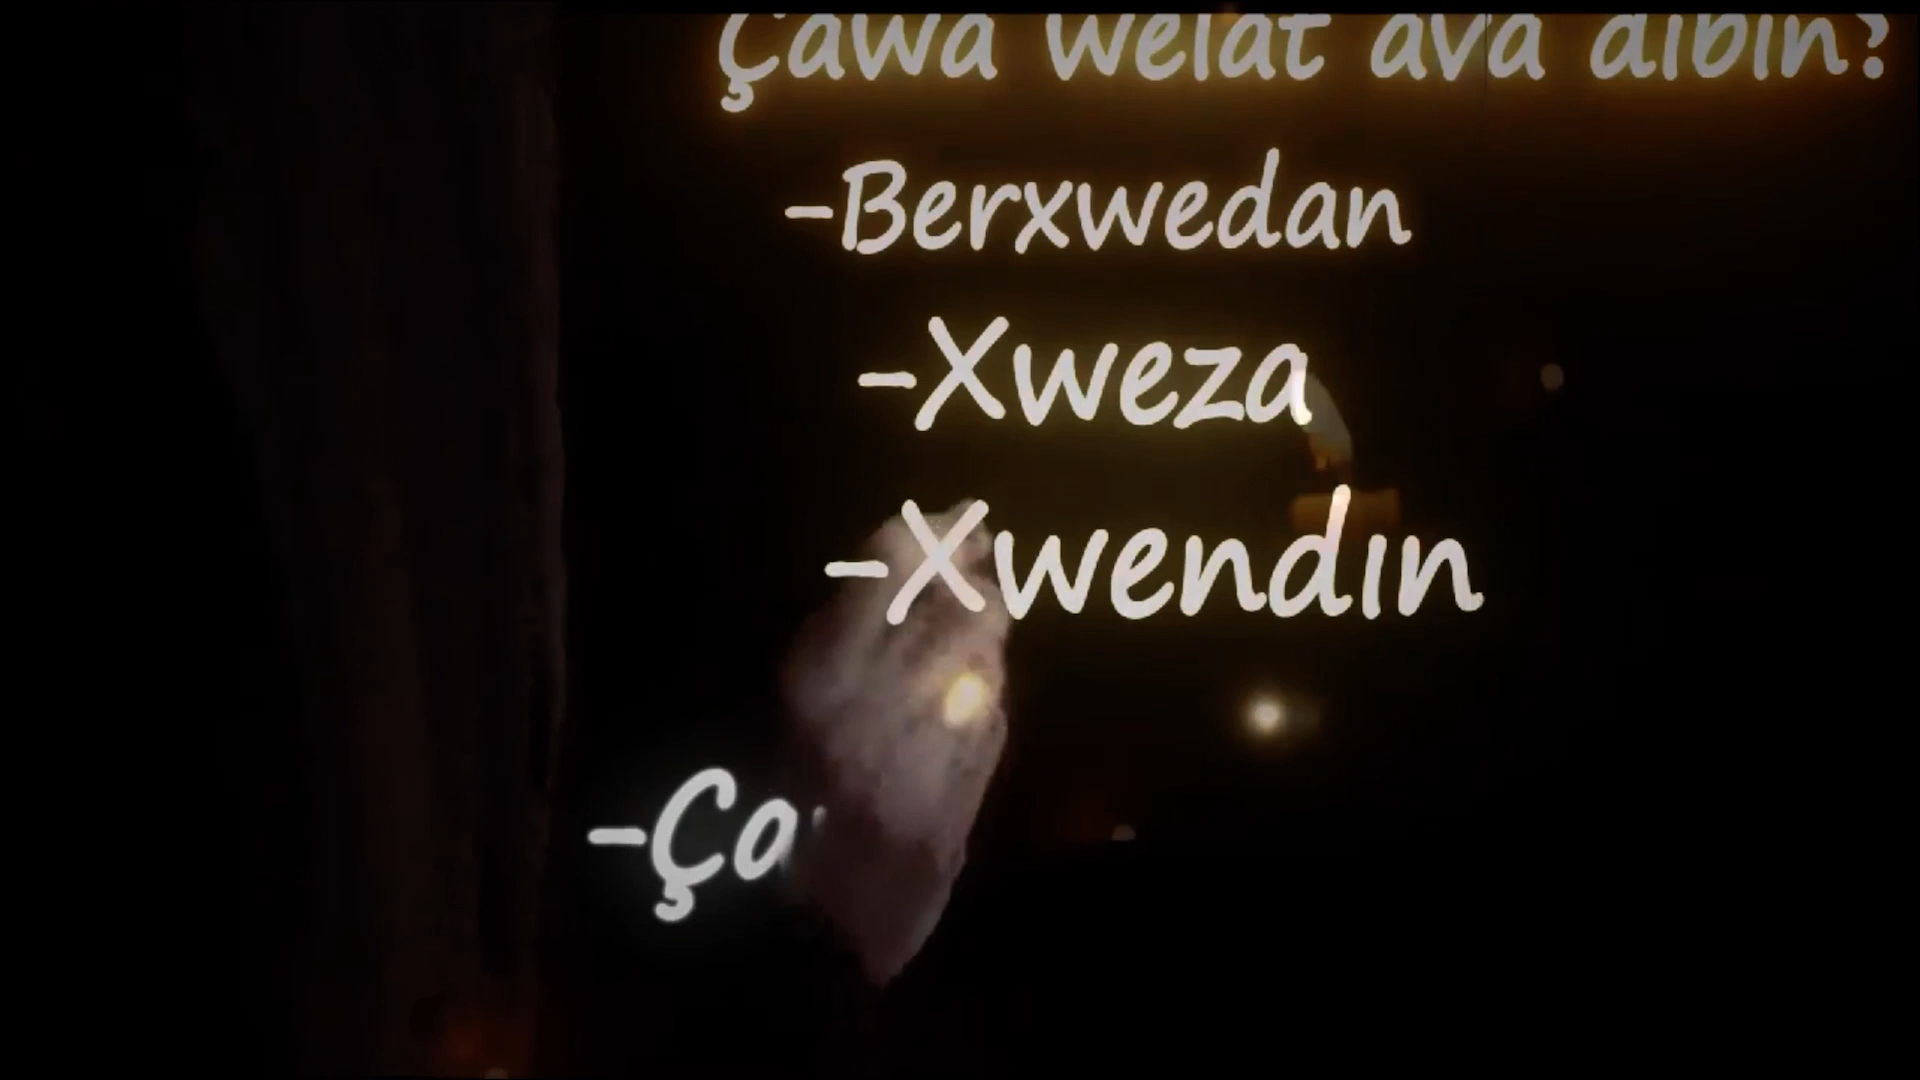 Çawa welat ava dibin?
-Berxwedan
-Xweza
-Xwendın